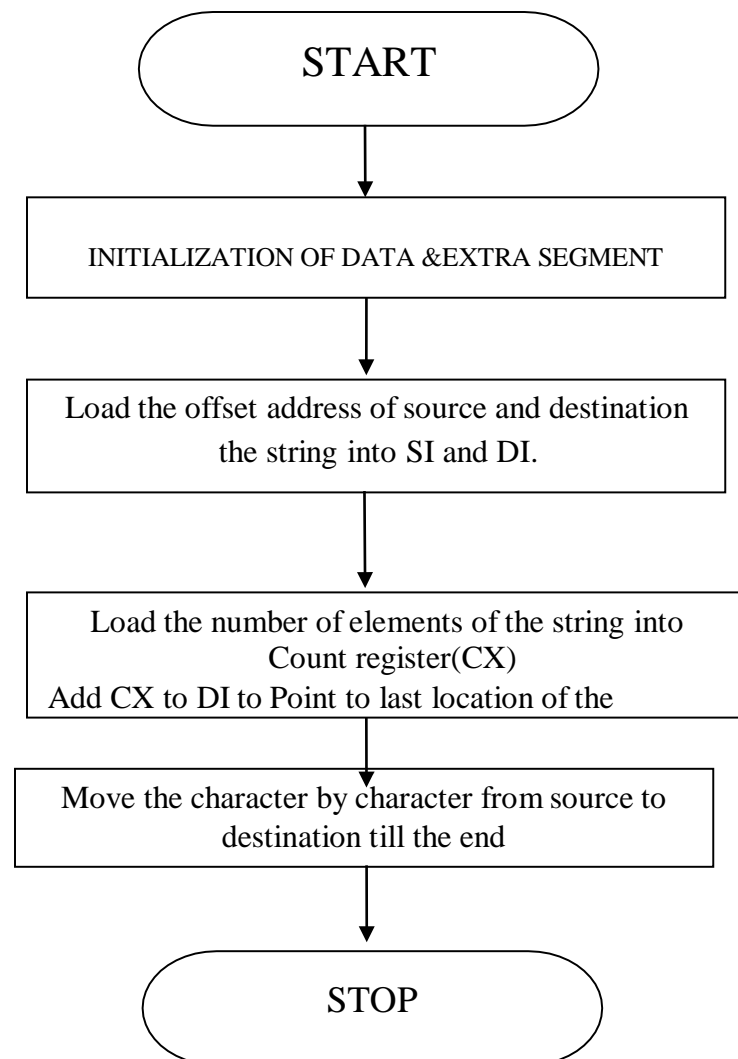 START
INITIALIZATION OF DATA &EXTRA SEGMENT
Load the offset address of source and destination
the string into SI and DI.
Load the number of elements of the string into
Count register(CX)
Add CX to DI to Point to last location of the
Move the character by character from source to
destination till the end
STOP